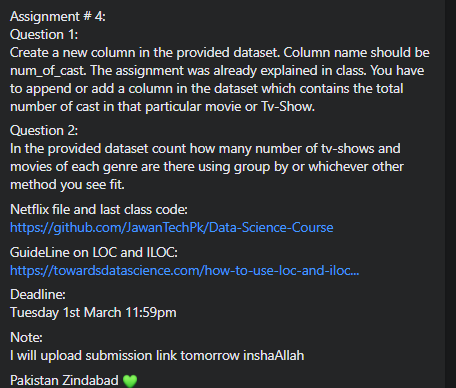 Assignment # 4:
Question 1:
Create a new column in the provided dataset. Column name should be
num_of_cast. The assignment was already explained in class. You have
to append or add a column in the dataset which contains the total
number of cast in that particular movie or Tv-Show.
Question 2:
In the provided dataset count how many number of tv-shows and
movies of each genre are there using group by or whichever other
method you see fit.
Netflix file and last class code:
https://github.com/JawanTechPk/Data-Science-Course
GuideLine on LOC and ILOC:
https://towardsdatascience.com/how-to-use-loc-and-iloc...
Deadline:
Tuesday 1st March 11:59pm
Note:
I will upload submission link tomorrow inshaAllah
Pakistan Zindabad 💚